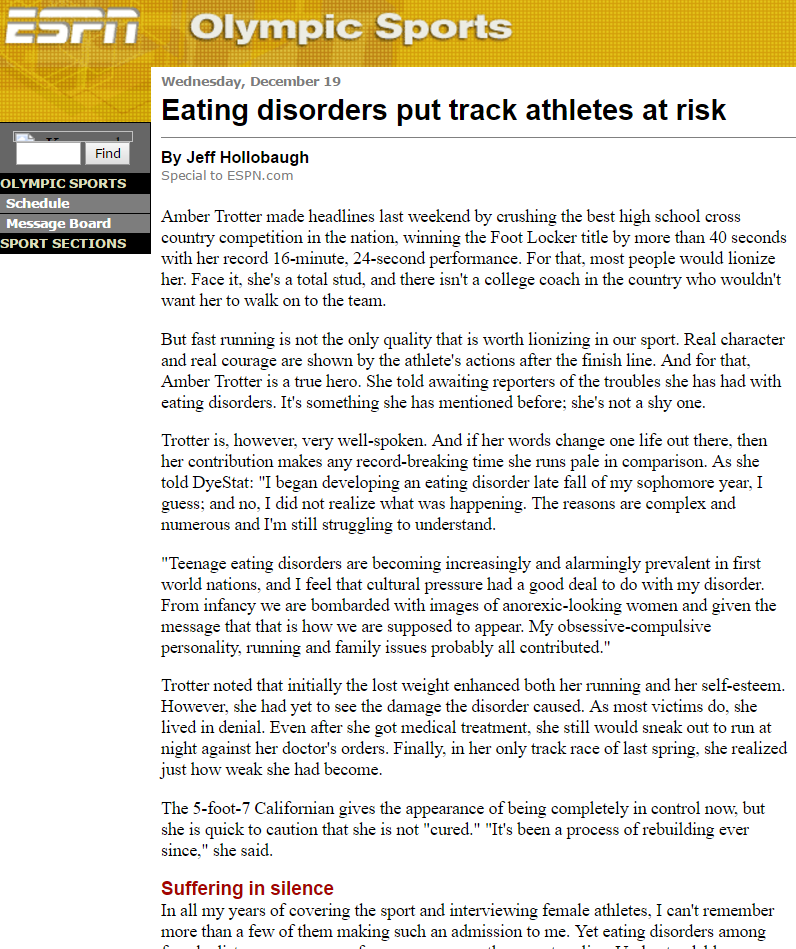 ESPN Olympic Sports
Wednesday, December 19
Eating disorders put track athletes at risk
Find
By Jeff Hollobaugh
Special to ESPN.com
OLYMPIC SPORTS
Schedule
Message Board
SPORT SECTIONS
Amber Trotter made headlines last weekend by crushing the best high school cross
country competition in the nation, winning the Foot Locker title by more than 40 seconds
with her record 16-minute, 24-second performance. For that, most people would lionize
her. Face it, she's a total stud, and there isn't a college coach in the country who wouldn't
want her to walk on to the team.
But fast running is not the only quality that is worth lionizing in our sport. Real character
and real courage are shown by the athlete's actions after the finish line. And for that,
Amber Trotter is a true hero. She told awaiting reporters of the troubles she has had with
eating disorders. It's something she has mentioned before; she's not a shy one.
Trotter is, however, very well-spoken. And if her words change one life out there, then
her contribution makes any record-breaking time she runs pale in comparison. As she
told DyeStat: "I began developing an eating disorder late fall of my sophomore year, I
guess; and no, I did not realize what was happening. The reasons are complex and
numerous and I'm still struggling to understand.
"Teenage eating disorders are becoming increasingly and alarmingly prevalent in first
world nations, and I feel that cultural pressure had a good deal to do with my disorder.
From infancy we are bombarded with images of anorexic-looking women and given the
message that that is how we are supposed to appear. My obsessive-compulsive
personality, running and family issues probably all contributed."
Trotter noted that initially the lost weight enhanced both her running and her self-esteem.
However, she had yet to see the damage the disorder caused. As most victims do, she
lived in denial. Even after she got medical treatment, she still would sneak out to run at
night against her doctor's orders. Finally, in her only track race of last spring, she realized
just how weak she had become.
The 5-foot-7 Californian gives the appearance of being completely in control now, but
she is quick to caution that she is not "cured." "It's been a process of rebuilding ever
since," she said.
Suffering in silence
In all my years of covering the sport and interviewing female athletes, I can't remember
more than a few of them making such an admission to me. Yet eating disorders among